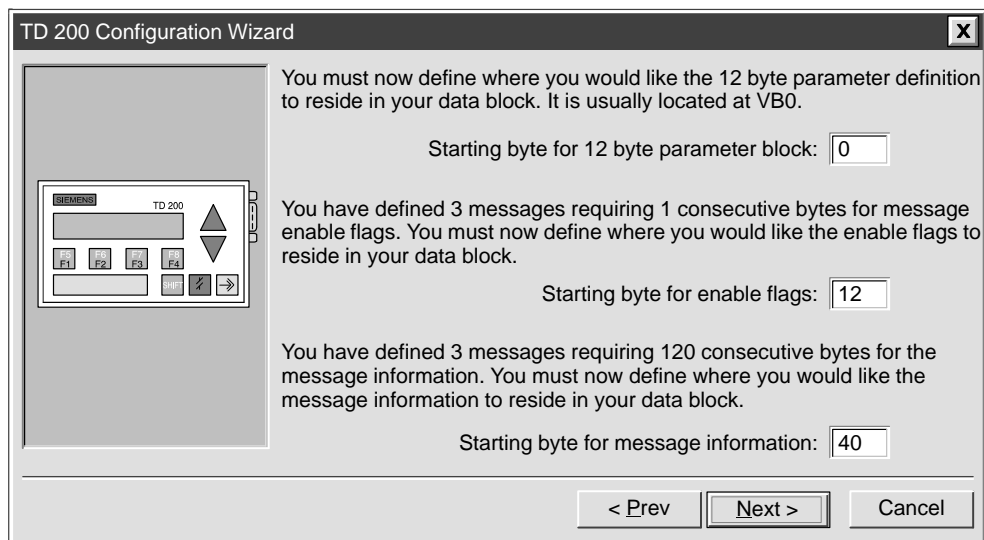 TD 200 Configuration Wizard
X
You must now define where you would like the 12 byte parameter definition
to reside in your data block. It is usually located at VB0.
Starting byte for 12 byte parameter block: 0
SIEMENS
TD 200
F5 F6 F7 F8
F1 F2 F3 F4
SHIFT
You have defined 3 messages requiring 1 consecutive bytes for message
enable flags. You must now define where you would like the enable flags to
reside in your data block.
Starting byte for enable flags: 12
You have defined 3 messages requiring 120 consecutive bytes for the
message information. You must now define where you would like the
message information to reside in your data block.
Starting byte for message information: 40
< Prev Next > Cancel